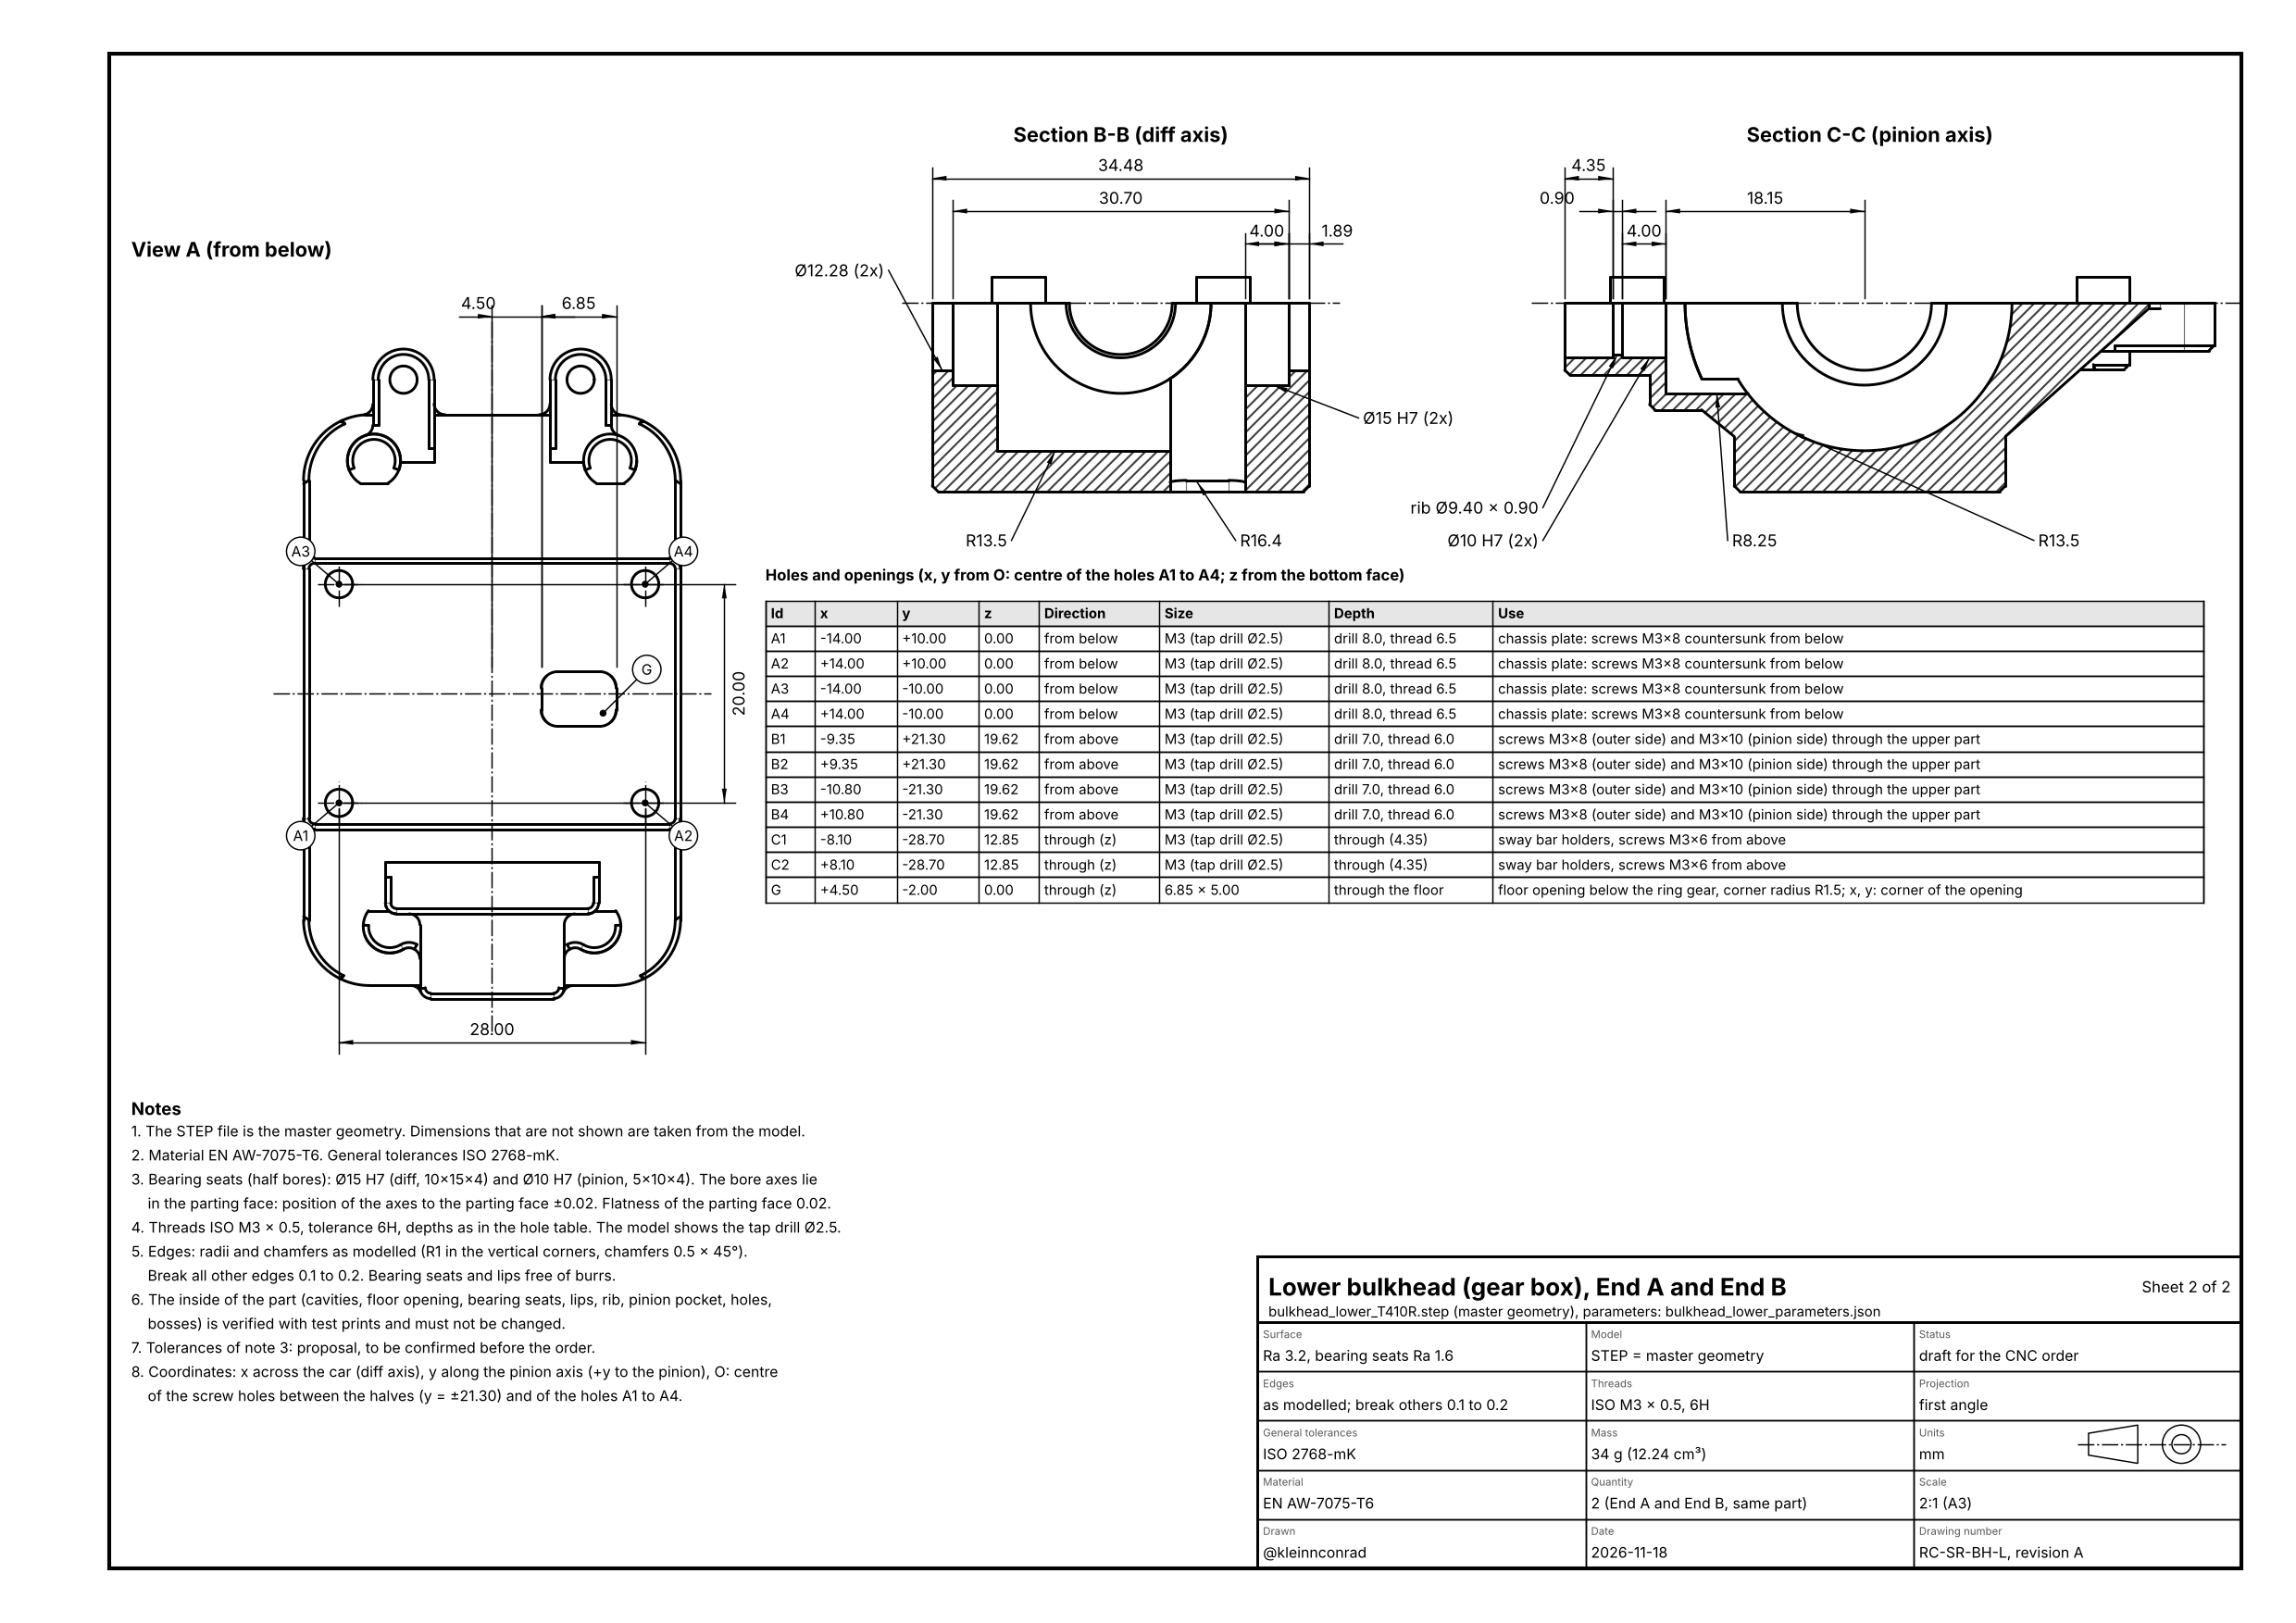 Section B-B (diff axis)
Section C-C (pinion axis)
34.48
4.35
30.70
0.90
18.15
4.00
1.89
4.00
View A (from below)
Ø12.28 (2x)
4.50
6.85
Ø15 H7 (2x)
rib Ø9.40 × 0.90
R13.5
R16.4
Ø10 H7 (2x)
R8.25
R13.5
A3
A4
G
20.00
A1
A2
28.00
Holes and openings (x, y from O: centre of the holes A1 to A4; z from the bottom face)
Id x y z Direction Size Depth Use
A1 -14.00 +10.00 0.00 from below M3 (tap drill Ø2.5) drill 8.0, thread 6.5 chassis plate: screws M3×8 countersunk from below
A2 +14.00 +10.00 0.00 from below M3 (tap drill Ø2.5) drill 8.0, thread 6.5 chassis plate: screws M3×8 countersunk from below
A3 -14.00 -10.00 0.00 from below M3 (tap drill Ø2.5) drill 8.0, thread 6.5 chassis plate: screws M3×8 countersunk from below
A4 +14.00 -10.00 0.00 from below M3 (tap drill Ø2.5) drill 8.0, thread 6.5 chassis plate: screws M3×8 countersunk from below
B1 -9.35 +21.30 19.62 from above M3 (tap drill Ø2.5) drill 7.0, thread 6.0 screws M3×8 (outer side) and M3×10 (pinion side) through the upper part
B2 +9.35 +21.30 19.62 from above M3 (tap drill Ø2.5) drill 7.0, thread 6.0 screws M3×8 (outer side) and M3×10 (pinion side) through the upper part
B3 -10.80 -21.30 19.62 from above M3 (tap drill Ø2.5) drill 7.0, thread 6.0 screws M3×8 (outer side) and M3×10 (pinion side) through the upper part
B4 +10.80 -21.30 19.62 from above M3 (tap drill Ø2.5) drill 7.0, thread 6.0 screws M3×8 (outer side) and M3×10 (pinion side) through the upper part
C1 -8.10 -28.70 12.85 through (z) M3 (tap drill Ø2.5) through (4.35) sway bar holders, screws M3×6 from above
C2 +8.10 -28.70 12.85 through (z) M3 (tap drill Ø2.5) through (4.35) sway bar holders, screws M3×6 from above
G +4.50 -2.00 0.00 through (z) 6.85 × 5.00 through the floor floor opening below the ring gear, corner radius R1.5; x, y: corner of the opening
Notes
1. The STEP file is the master geometry. Dimensions that are not shown are taken from the model.
2. Material EN AW-7075-T6. General tolerances ISO 2768-mK.
3. Bearing seats (half bores): Ø15 H7 (diff, 10×15×4) and Ø10 H7 (pinion, 5×10×4). The bore axes lie
in the parting face: position of the axes to the parting face ±0.02. Flatness of the parting face 0.02.
4. Threads ISO M3 × 0.5, tolerance 6H, depths as in the hole table. The model shows the tap drill Ø2.5.
5. Edges: radii and chamfers as modelled (R1 in the vertical corners, chamfers 0.5 × 45°).
Break all other edges 0.1 to 0.2. Bearing seats and lips free of burrs.
6. The inside of the part (cavities, floor opening, bearing seats, lips, rib, pinion pocket, holes,
bosses) is verified with test prints and must not be changed.
7. Tolerances of note 3: proposal, to be confirmed before the order.
8. Coordinates: x across the car (diff axis), y along the pinion axis (+y to the pinion), O: centre
of the screw holes between the halves (y = ±21.30) and of the holes A1 to A4.
Lower bulkhead (gear box), End A and End B
Sheet 2 of 2
bulkhead_lower_T410R.step (master geometry), parameters: bulkhead_lower_parameters.json
Surface Model Status
Ra 3.2, bearing seats Ra 1.6 STEP = master geometry draft for the CNC order
Edges Threads Projection
as modelled; break others 0.1 to 0.2 ISO M3 × 0.5, 6H first angle
General tolerances Mass Units
ISO 2768-mK 34 g (12.24 cm³) mm
Material Quantity Scale
EN AW-7075-T6 2 (End A and End B, same part) 2:1 (A3)
Drawn Date Drawing number
@kleinnconrad 2026-11-18 RC-SR-BH-L, revision A